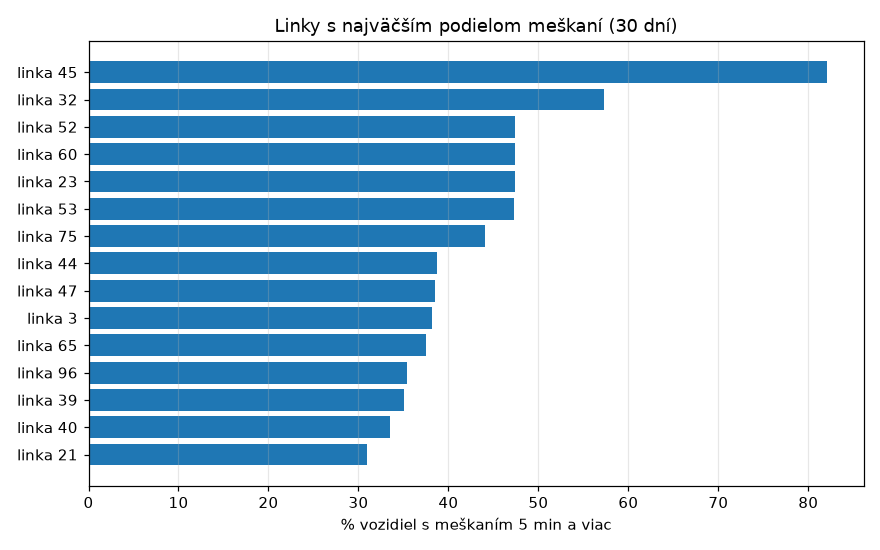 Linky s najväčším podielom meškaní (30 dní)
linka 45
linka 32
linka 52
linka 60
linka 23
linka 53
linka 75
linka 44
linka 47
linka 3
linka 65
linka 96
linka 39
linka 40
linka 21
0 10 20 30 40 50 60 70 80
% vozidiel s meškaním 5 min a viac